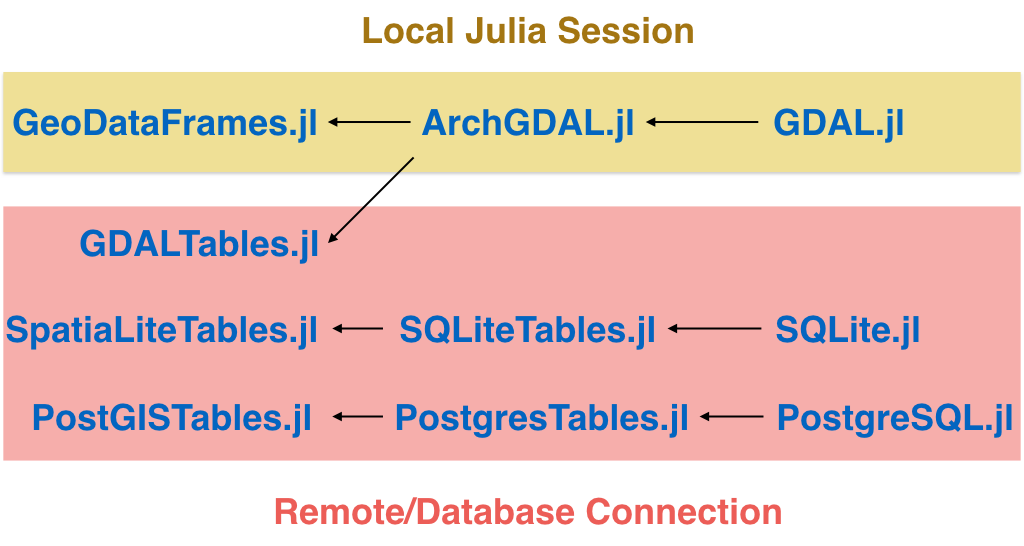 Local Julia Session
GeoDataFrames.jl ArchGDAL.jl GDAL.jl
GDALTables.jl
SpatiaLiteTables.jl SQLiteTables.jl SQLite.jl
PostGISTables.jl PostgresTables.jl PostgreSQL.jl
Remote/Database Connection